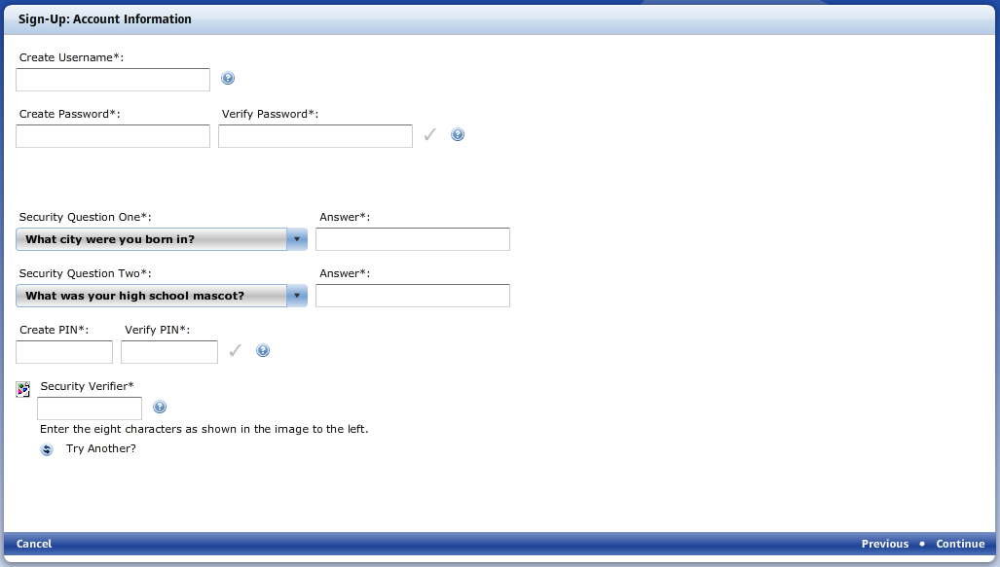 Sign-Up: Account Information
Create Username*:
Create Password*: Verify Password*:
Security Question One*: Answer*:
What city were you born in?
Security Question Two*: Answer*:
What was your high school mascot?
Create PIN*: Verify PIN*:
Security Verifier*
Enter the eight characters as shown in the image to the left.
Try Another?
Cancel Previous • Continue